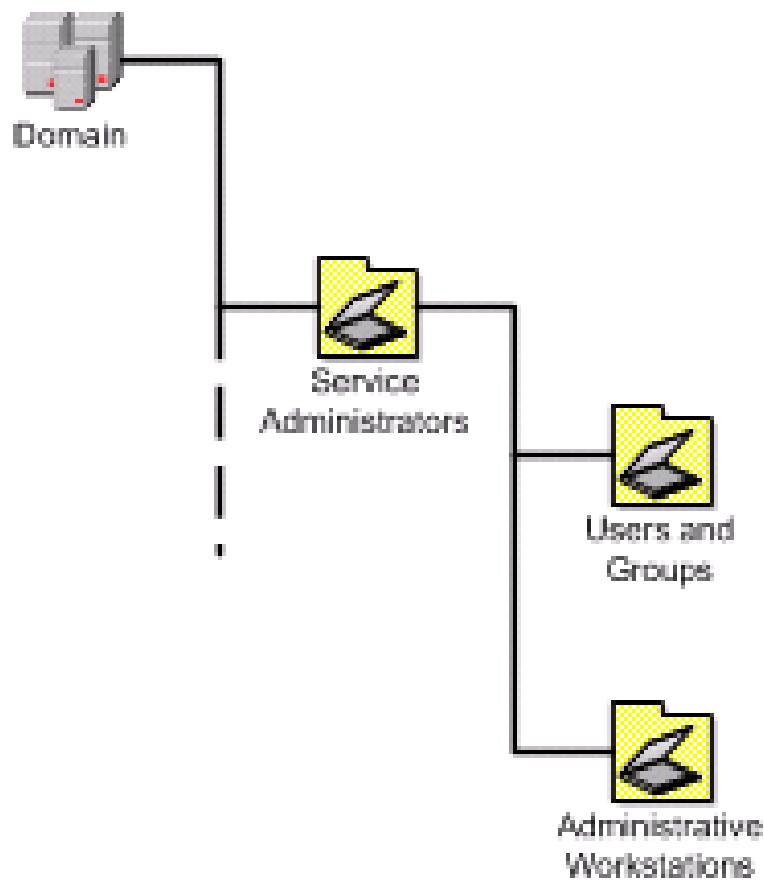 Domain
Service
Administrators
Users and
Groups
Administrative
Workstations